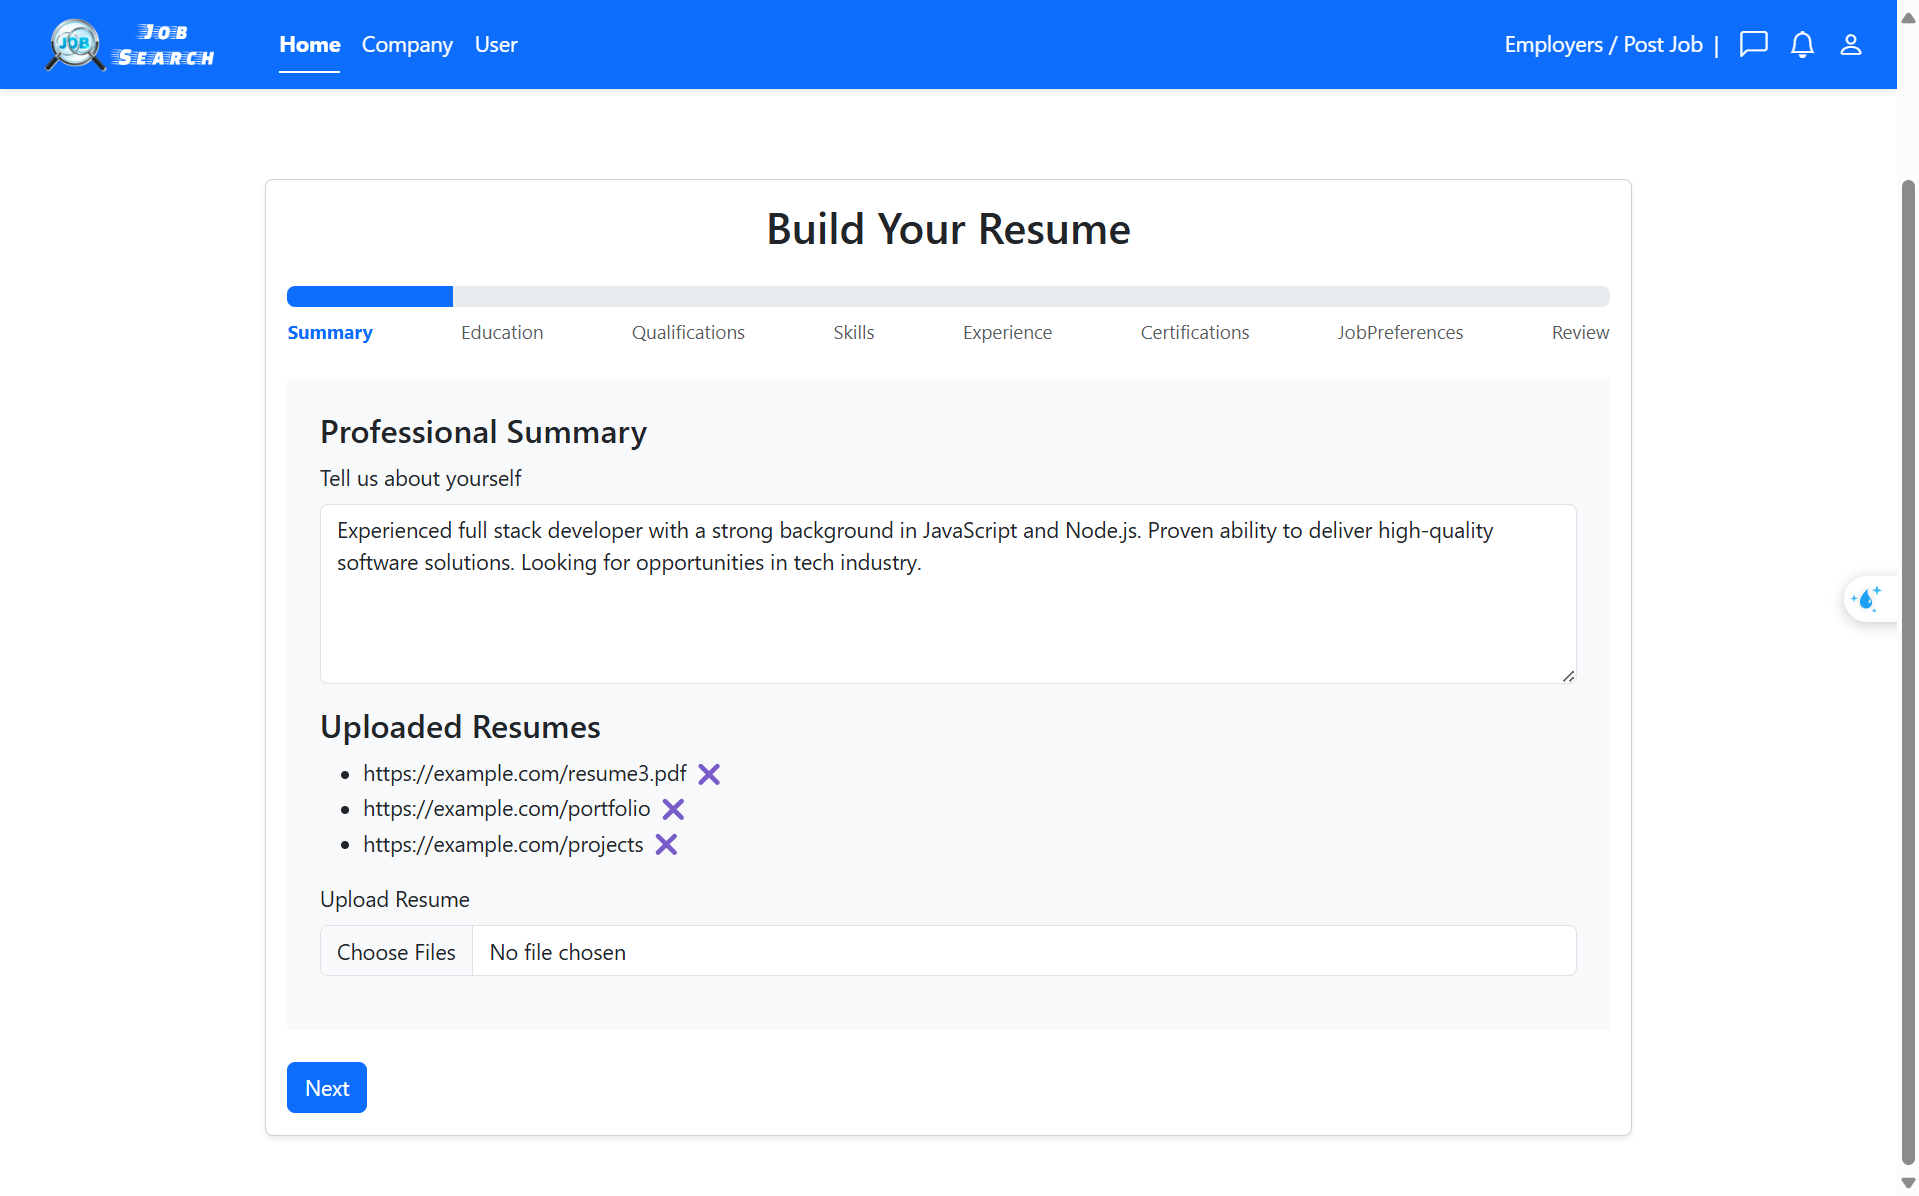 JOB
JOB
SEARCH
Home Company User
Employers / Post Job |
Build Your Resume
Summary Education Qualifications Skills Experience Certifications JobPreferences Review
Professional Summary
Tell us about yourself
Experienced full stack developer with a strong background in JavaScript and Node.js. Proven ability to deliver high-quality
software solutions. Looking for opportunities in tech industry.
Uploaded Resumes
https://example.com/resume3.pdf
https://example.com/portfolio
https://example.com/projects
Upload Resume
Choose Files No file chosen
Next